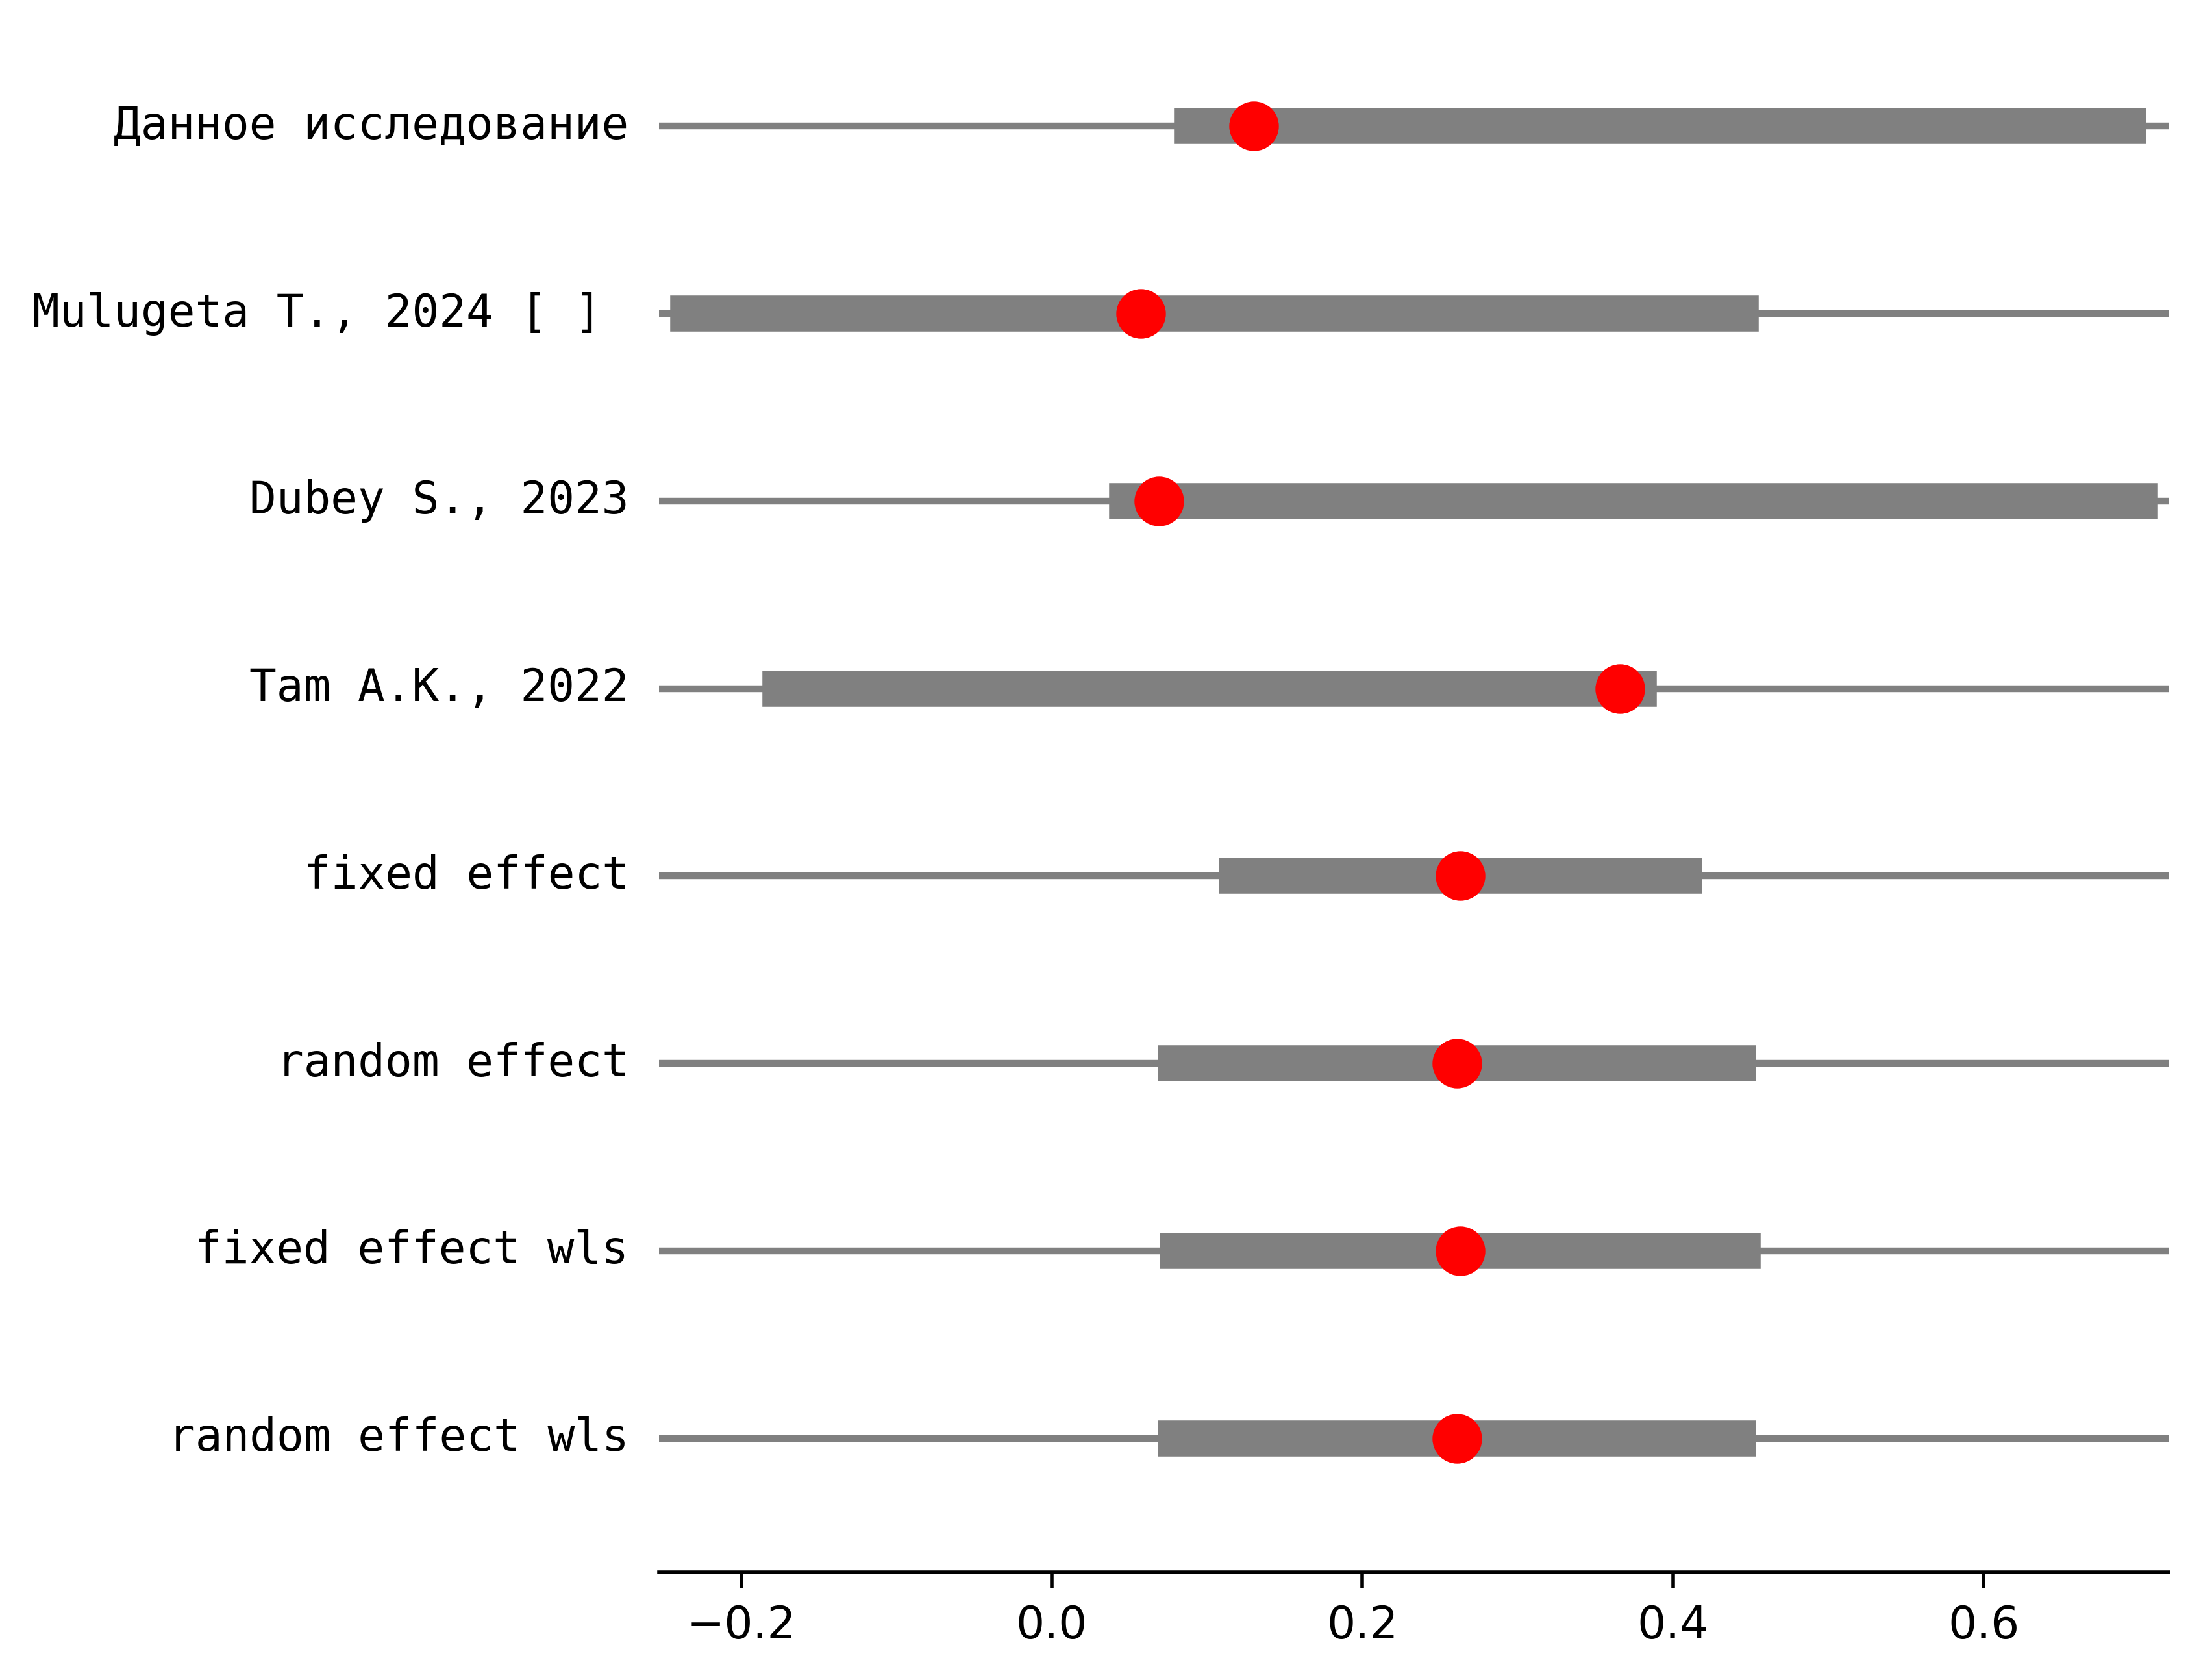 Данное исследование
Mulugeta T., 2024 [ ]
Dubey S., 2023
Tam A.K., 2022
fixed effect
random effect
fixed effect wls
random effect wls
−0.2 0.0 0.2 0.4 0.6